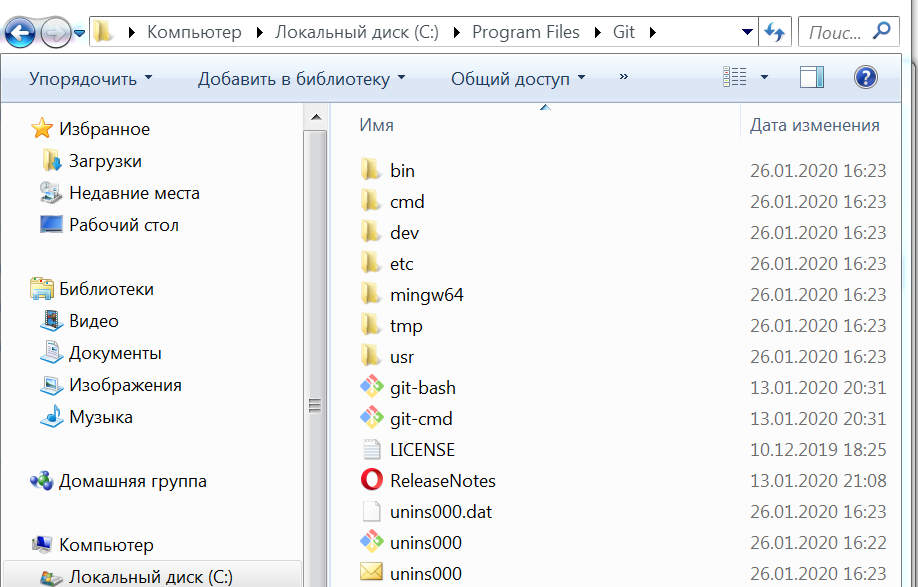 Компьютер Локальный диск (C:) Program Files Git Поиск...
Упорядочить Добавить в библиотеку Общий доступ »
Избранное
Загрузки
Недавние места
Рабочий стол
Библиотеки
Видео
Документы
Изображения
Музыка
Домашняя группа
Компьютер
Локальный диск (C:)
Имя Дата изменения
bin 26.01.2020 16:23
cmd 26.01.2020 16:23
dev 26.01.2020 16:23
etc 26.01.2020 16:23
mingw64 26.01.2020 16:23
tmp 26.01.2020 16:23
usr 26.01.2020 16:23
git-bash 13.01.2020 20:31
git-cmd 13.01.2020 20:31
LICENSE 10.12.2019 18:25
ReleaseNotes 13.01.2020 21:08
unins000.dat 26.01.2020 16:23
unins000 26.01.2020 16:22
unins000 26.01.2020 16:23